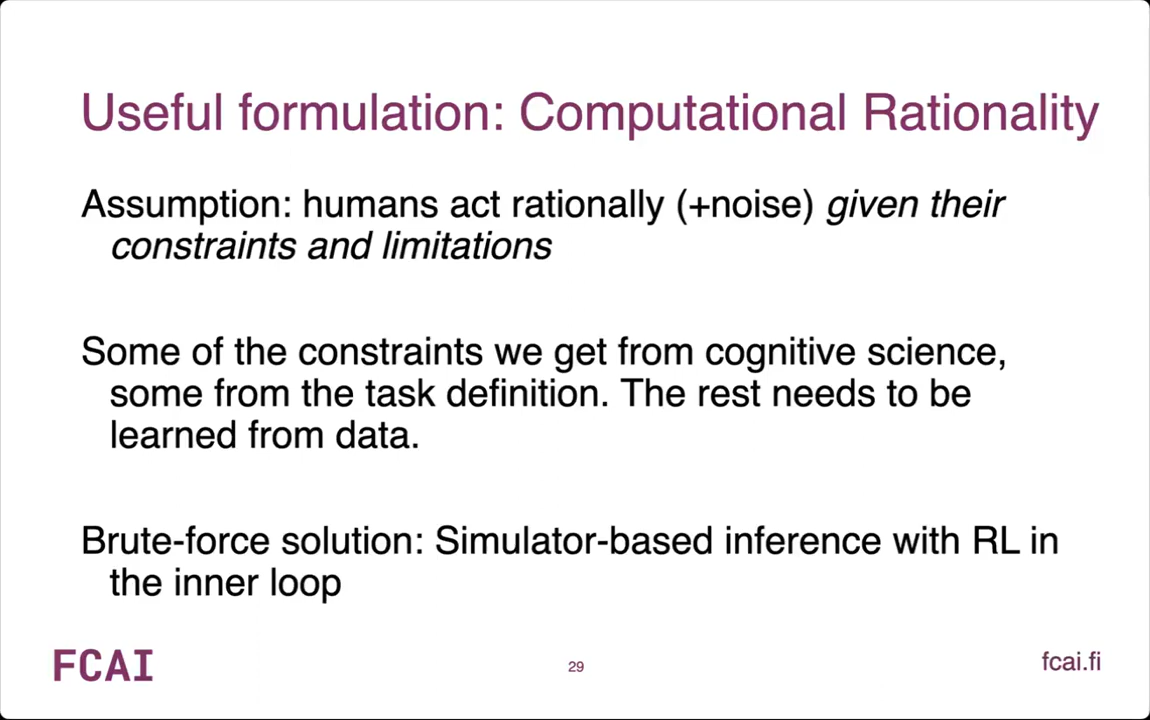 Useful formulation: Computational Rationality
Assumption: humans act rationally (+noise) given their
constraints and limitations
Some of the constraints we get from cognitive science,
some from the task definition. The rest needs to be
learned from data.
Brute-force solution: Simulator-based inference with RL in
the inner loop
FCAI
29
fcai.fi